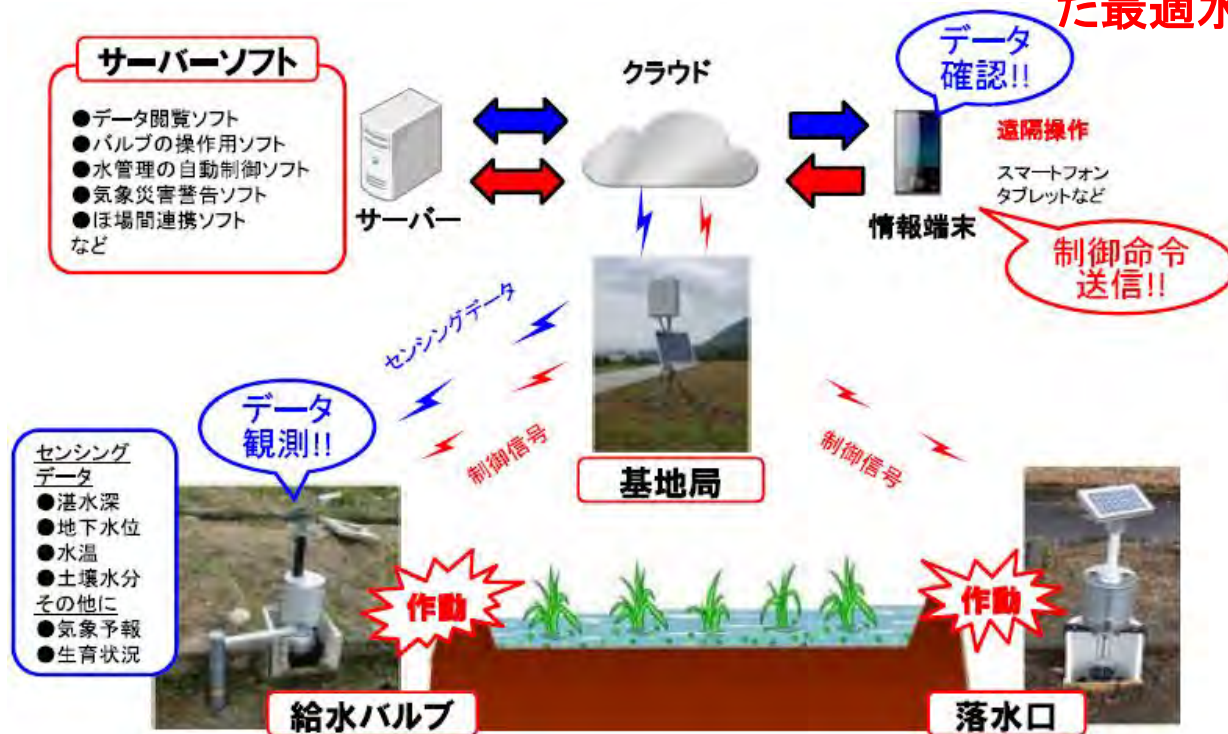 た最適水
サーバーソフト
●データ閲覧ソフト
●バルブの操作用ソフト
●水管理の自動制御ソフト
●気象災害警告ソフト
●ほ場間連携ソフト
など
サーバー
クラウド
データ
確認!!
遠隔操作
スマートフォン
タブレットなど
情報端末
制御命令
送信!!
センシングデータ
制御信号
制御信号
基地局
データ
観測!!
センシング
データ
●湛水深
●地下水位
●水温
●土壌水分
その他に
●気象予報
●生育状況
作動
作動
給水バルブ
落水口